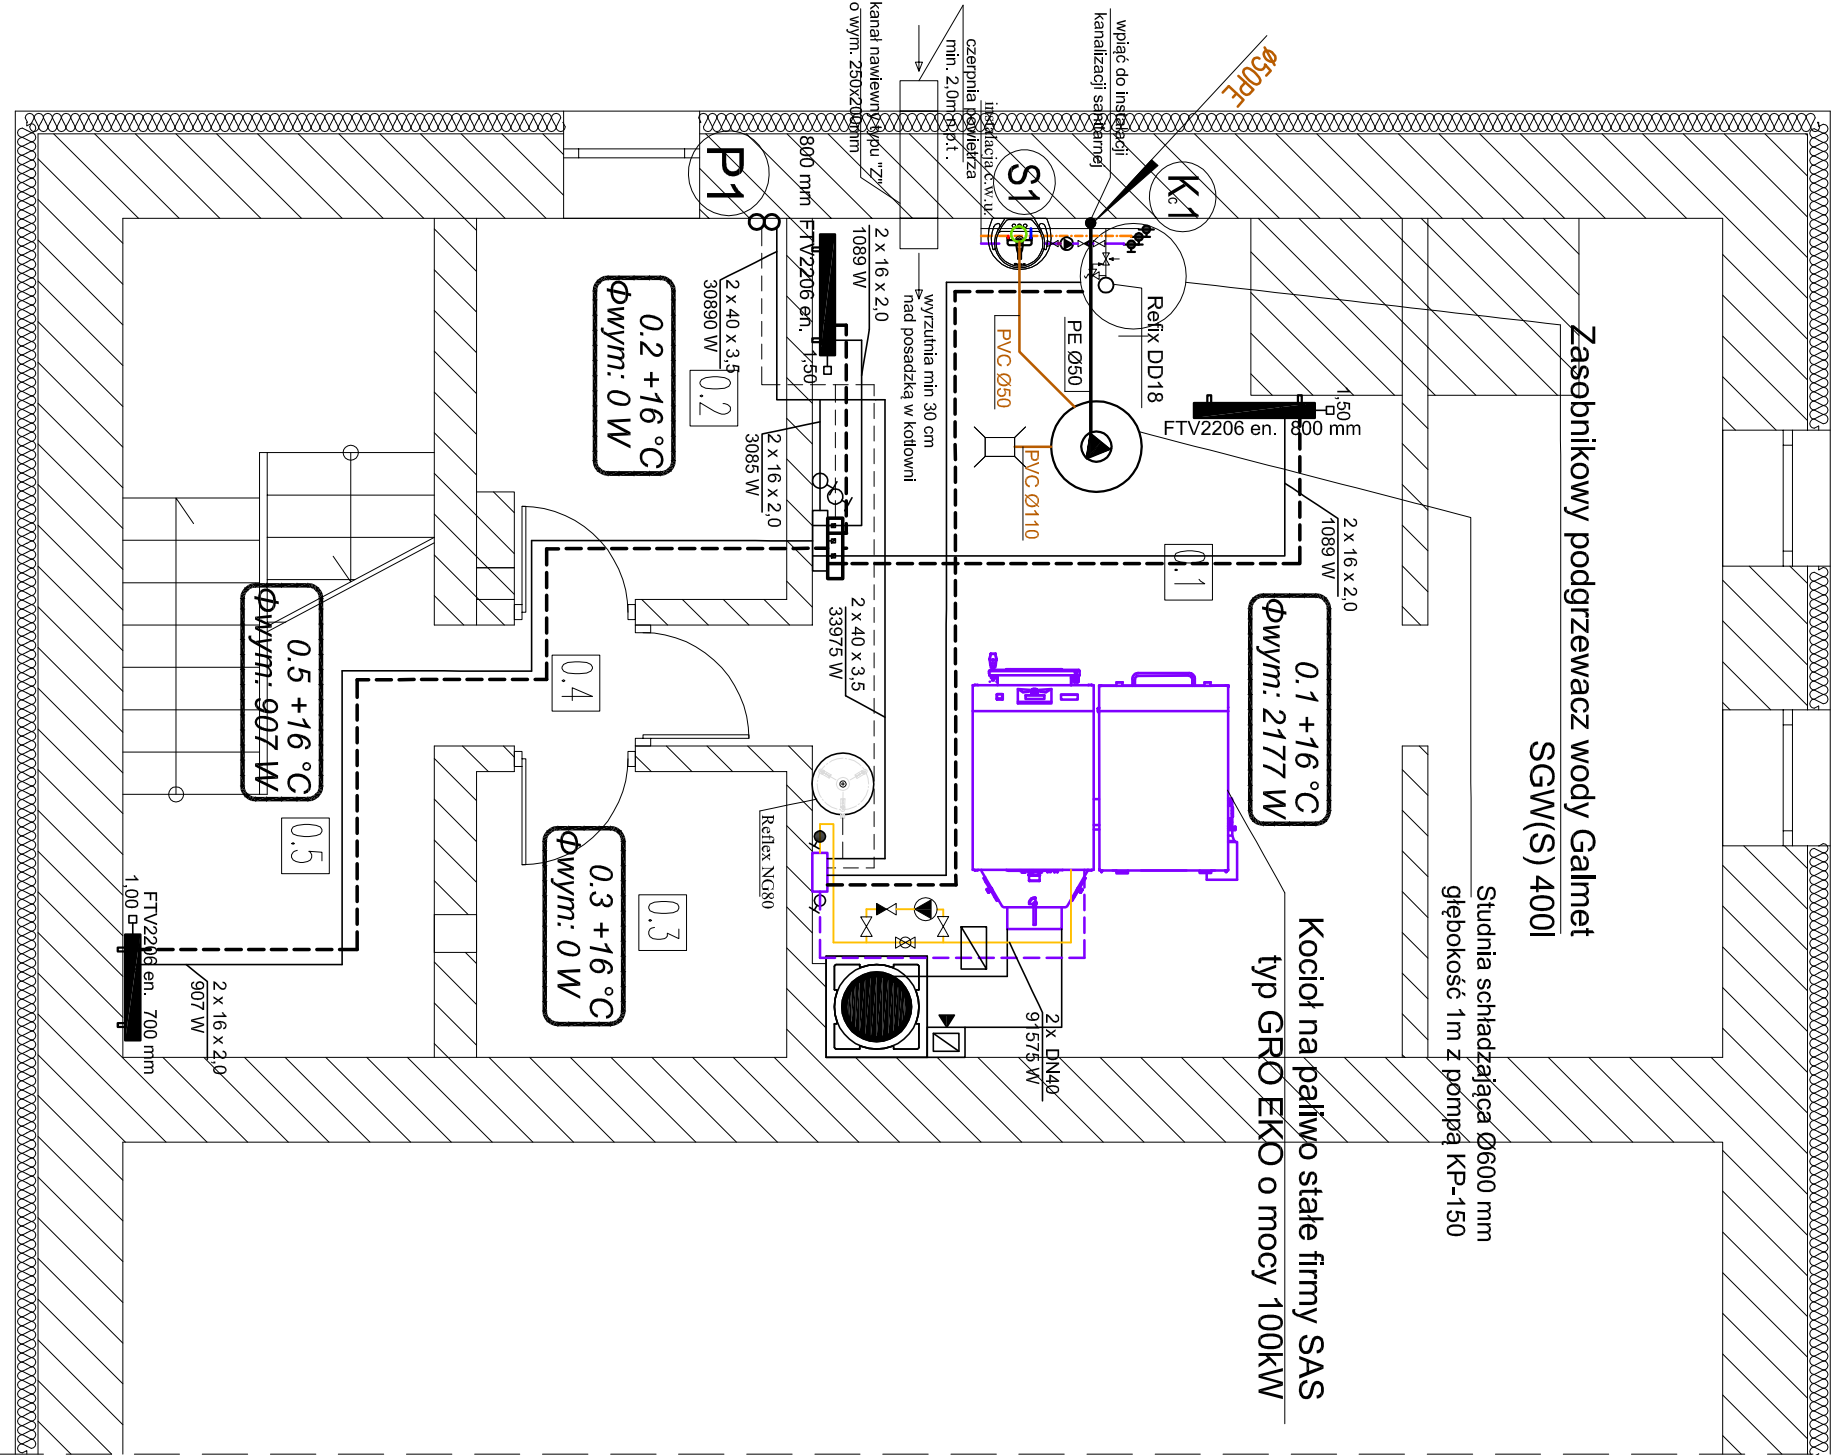 Zasobnikowy podgrzewacz wody Galmet
SGW(S) 400l
Studnia schładzająca Ø600 mm
głębokość 1m z pompą KP-150
Kocioł na paliwo stałe firmy SAS
typ GRO EKO o mocy 100kW
ø50PE
wpiąć do instalacji
kanalizacji sanitarnej
K1
c
S1
P1
8
instalacja c.w.u.
czerpnia powietrza
min. 2,0m n.p.t.
kanał nawiewny typu "Z"
o wym. 250x200mm
wyrzutnia min 30 cm
nad posadzką w kotłowni
Refix DD18
PE Ø50
PVC Ø50
PVC Ø110
1,50
FTV2206 en. 800 mm
2 x 16 x 2,0
1089 W
0.1
0.1 +16 °C
Φwym: 2177 W
800 mm FTV2206 en.
1,50
2 x 16 x 2,0
1089 W
2 x 40 x 3,5
30890 W
2 x 16 x 2,0
3085 W
2 x 40 x 3,5
33975 W
0.2 +16 °C
Φwym: 0 W
0.2
0.4
0.5 +16 °C
Φwym: 907 W
0.5
0.3 +16 °C
Φwym: 0 W
0.3
Reflex NG80
2 x DN40
91575 W
FTV2206 en. 700 mm
1,00
2 x 16 x 2,0
907 W